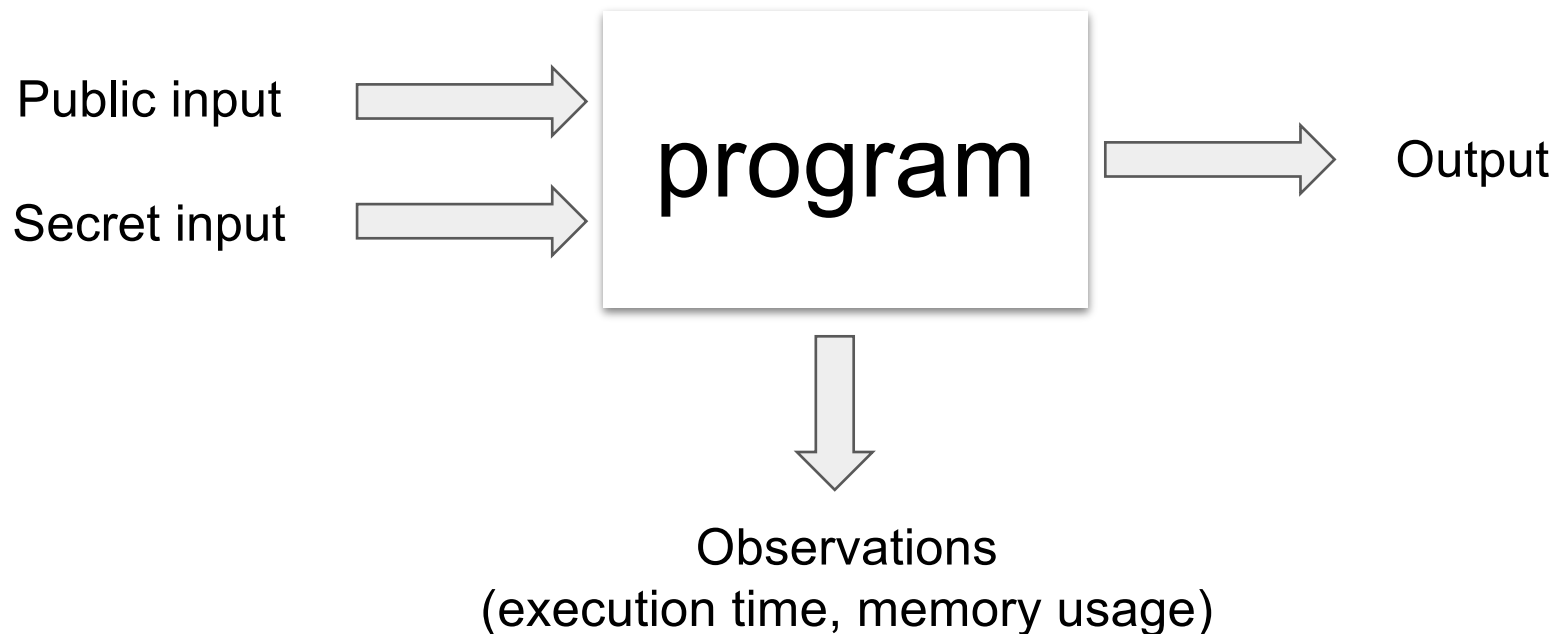 Public input
Secret input
program
Output
Observations
(execution time, memory usage)